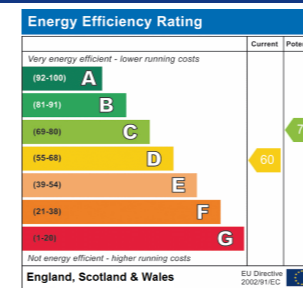 Energy Efficiency Rating
Current
Very energy efficient - lower running costs
(92-100) A
(81-91) B
(69-80) C
(55-68) D
60
(39-54) E
(21-38) F
(1-20) G
Not energy efficient - higher running costs
England, Scotland & Wales
EU Directive
2002/91/EC